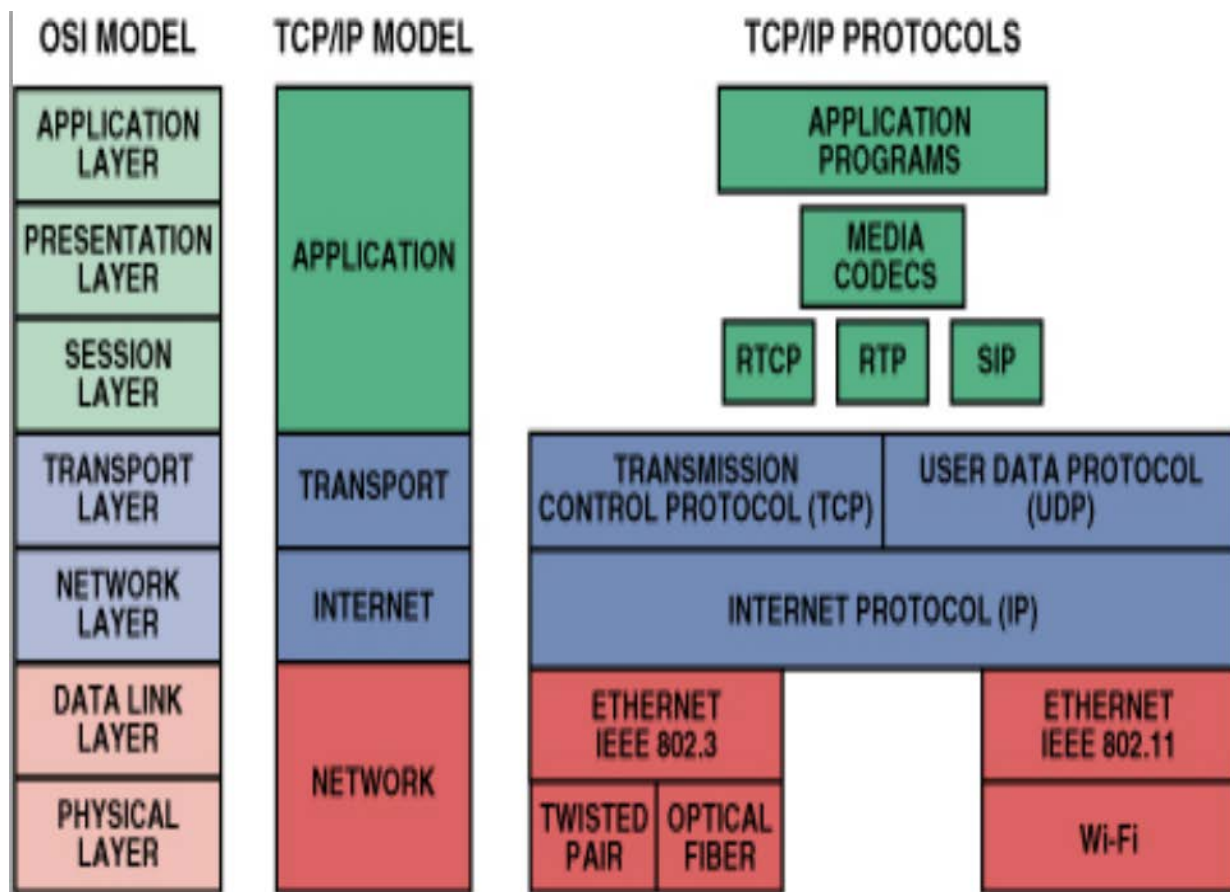 OSI MODEL
TCP/IP MODEL
TCP/IP PROTOCOLS
APPLICATION
LAYER
PRESENTATION
LAYER
SESSION
LAYER
TRANSPORT
LAYER
NETWORK
LAYER
DATA LINK
LAYER
PHYSICAL
LAYER
APPLICATION
TRANSPORT
INTERNET
NETWORK
APPLICATION
PROGRAMS
MEDIA
CODECS
RTCP
RTP
SIP
TRANSMISSION
CONTROL PROTOCOL (TCP)
USER DATA PROTOCOL
(UDP)
INTERNET PROTOCOL (IP)
ETHERNET
IEEE 802.3
ETHERNET
IEEE 802.11
TWISTED
PAIR
OPTICAL
FIBER
Wi-Fi